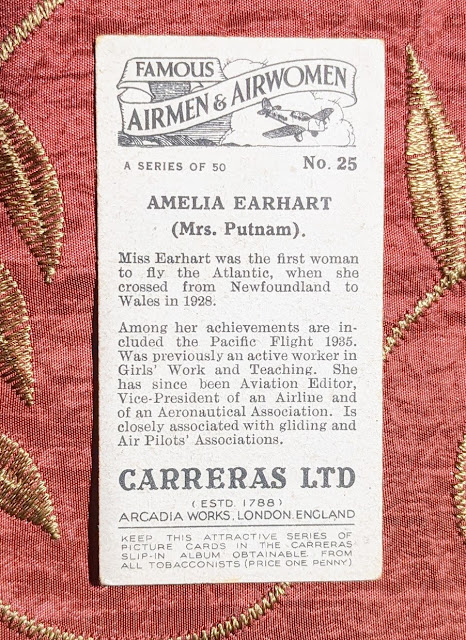 FAMOUS
AIRMEN & AIRWOMEN
A SERIES OF 50 No. 25
AMELIA EARHART
(Mrs. Putnam).
Miss Earhart was the first woman
to fly the Atlantic, when she
crossed from Newfoundland to
Wales in 1928.
Among her achievements are in-
cluded the Pacific Flight 1935.
Was previously an active worker in
Girls' Work and Teaching. She
has since been Aviation Editor,
Vice-President of an Airline and
of an Aeronautical Association. Is
closely associated with gliding and
Air Pilots' Associations.
CARRERAS LTD
(ESTD. 1788)
ARCADIA WORKS, LONDON, ENGLAND
KEEP THIS ATTRACTIVE SERIES OF
PICTURE CARDS IN THE CARRERAS
SLIP-IN ALBUM OBTAINABLE FROM
ALL TOBACCONISTS (PRICE ONE PENNY)